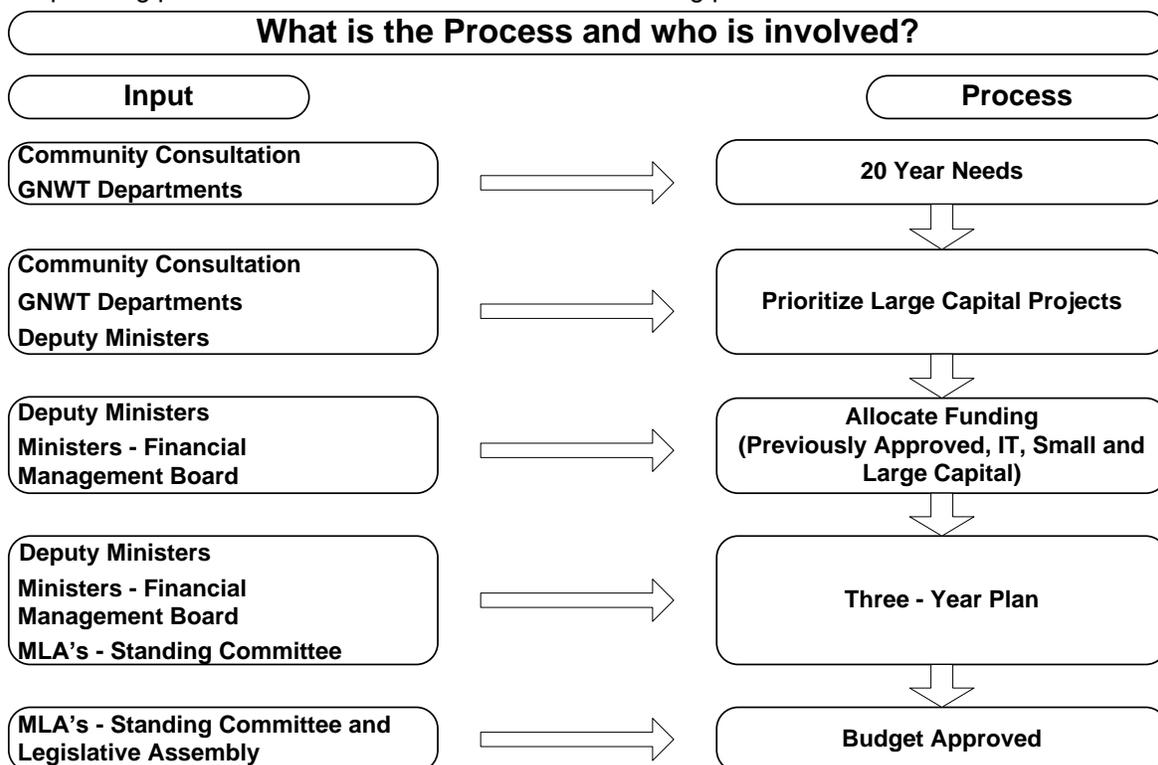 What is the Process and who is involved?
Input
Process
Community Consultation
GNWT Departments
20 Year Needs
Community Consultation
GNWT Departments
Deputy Ministers
Prioritize Large Capital Projects
Deputy Ministers
Ministers - Financial
Management Board
Allocate Funding
(Previously Approved, IT, Small and
Large Capital)
Deputy Ministers
Ministers - Financial
Management Board
MLA's - Standing Committee
Three - Year Plan
MLA's - Standing Committee and
Legislative Assembly
Budget Approved